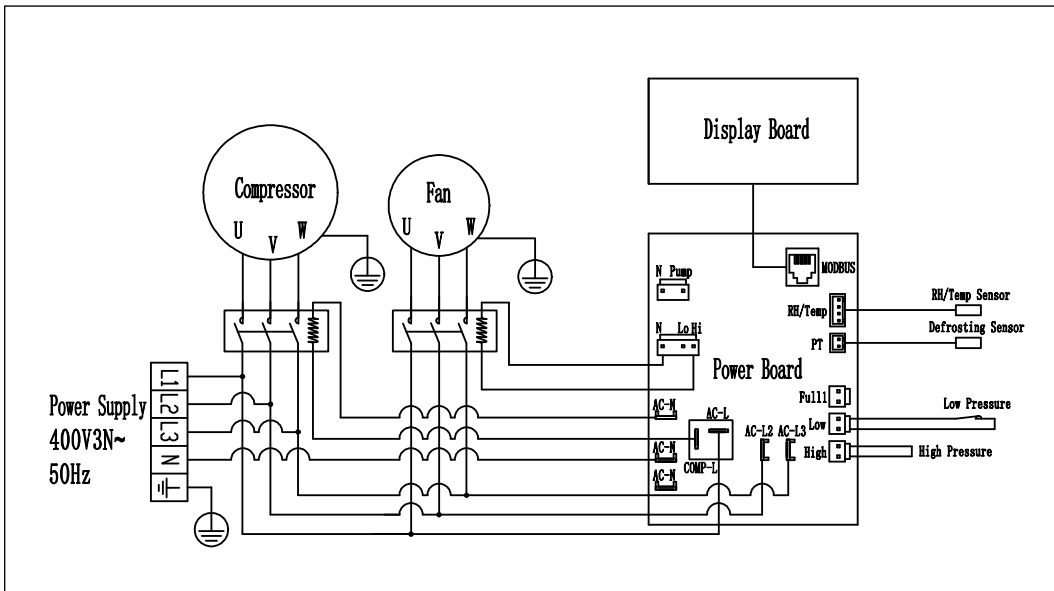 Display Board
Compressor
U V W
Fan
U V W
MODBUS
N Pump
RH/Temp
RH/Temp Sensor
Defrosting Sensor
PT
N Lo Hi
Power Board
Power Supply
400V3N~
50Hz
L1
L2
L3
N
Full1
AC-N
AC-L
AC-L2 AC-L3
Low
Low Pressure
AC-N
COMP-L
High
High Pressure
AC-N